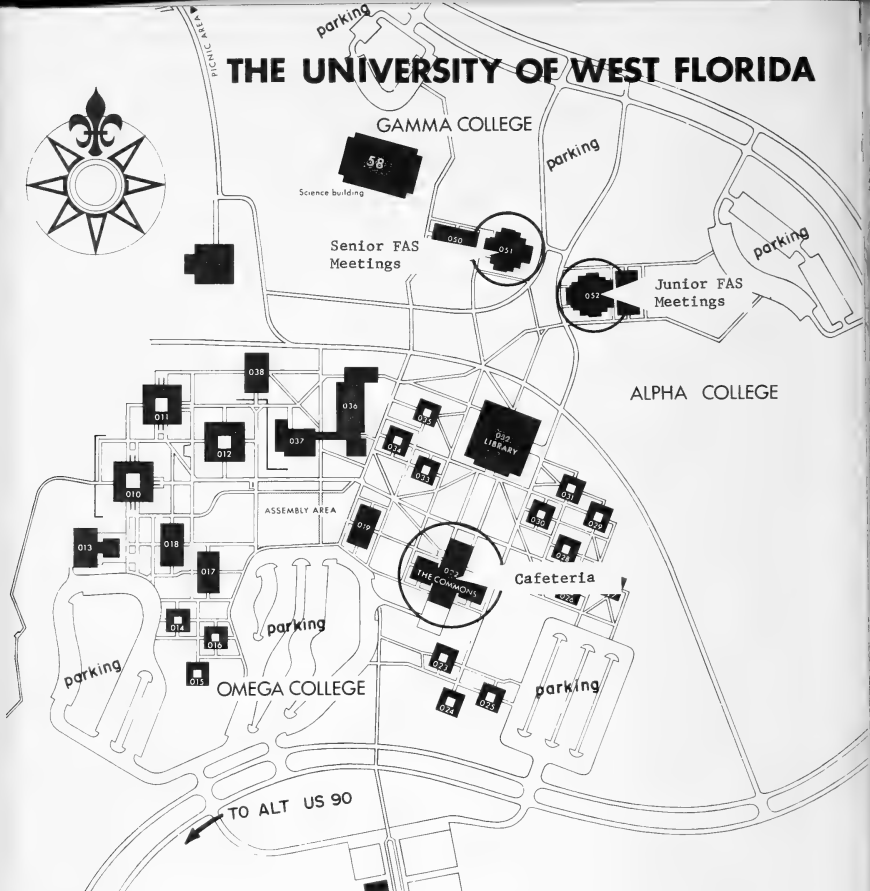 PICNIC AREA
parking
THE UNIVERSITY OF WEST FLORIDA
GAMMA COLLEGE
58
Science building
parking
parking
050
051
Senior FAS
Meetings
052
Junior FAS
Meetings
ALPHA COLLEGE
038
036
011
035
032
LIBRARY
037
012
034
033
010
031
ASSEMBLY AREA
030
029
019
013
018
017
THE COMMONS
Cafeteria
014
016
015
parking
parking
OMEGA COLLEGE
023
024
025
parking
TO ALT US 90